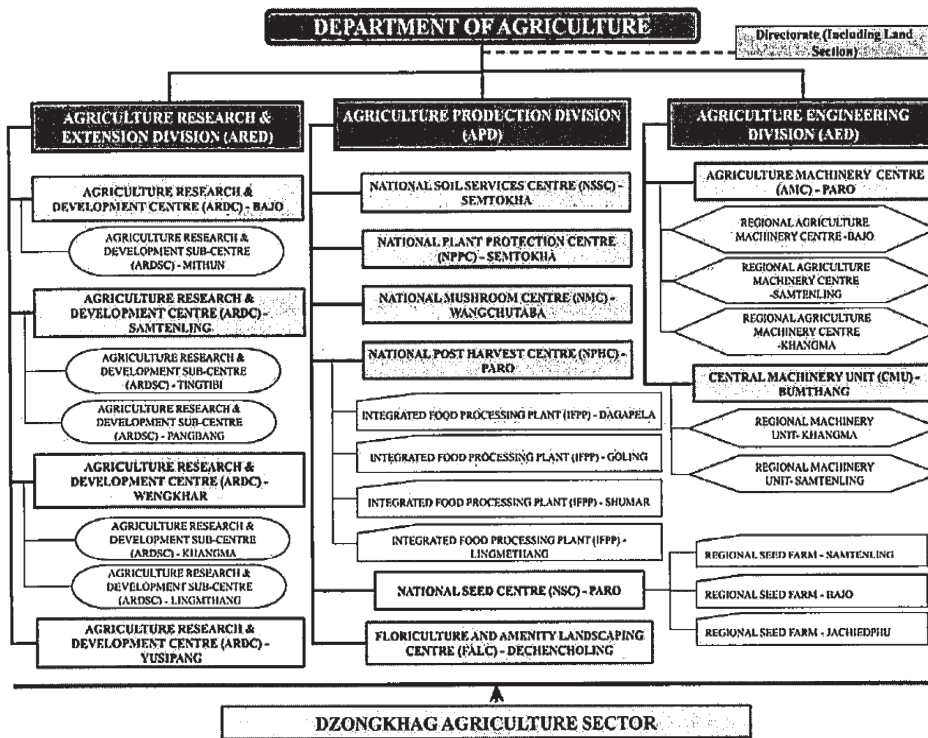 DEPARTMENT OF AGRICULTURE
Directorate (Including Land
Section)
AGRICULTURE RESEARCH &
EXTENSION DIVISION (ARED)
AGRICULTURE RESEARCH &
DEVELOPMENT CENTRE (ARDC) - BAJO
AGRICULTURE RESEARCH &
DEVELOPMENT SUB-CENTRE
(ARDSC) - MITHUN
AGRICULTURE RESEARCH &
DEVELOPMENT CENTRE (ARDC) -
SAMTENLING
AGRICULTURE RESEARCH &
DEVELOPMENT SUB-CENTRE
(ARDSC) - TINGTIBI
AGRICULTURE RESEARCH &
DEVELOPMENT SUB-CENTRE
(ARDSC) - PANGBANG
AGRICULTURE RESEARCH &
DEVELOPMENT CENTRE (ARDC) -
WENGKHAR
AGRICULTURE RESEARCH &
DEVELOPMENT SUB-CENTRE
(ARDSC) - KHANGMA
AGRICULTURE RESEARCH &
DEVELOPMENT SUB-CENTRE
(ARDSC) - LINGMTHANG
AGRICULTURE RESEARCH &
DEVELOPMENT CENTRE (ARDC) -
YUSIPANG
AGRICULTURE PRODUCTION DIVISION
(APD)
NATIONAL SOIL SERVICES CENTRE (NSSC) -
SEMTOKHA
NATIONAL PLANT PROTECTION CENTRE
(NPPC) - SEMTOKHA
NATIONAL MUSHROOM CENTRE (NMC) -
WANGCHUTABA
NATIONAL POST HARVEST CENTRE (NPHC) -
PARO
INTEGRATED FOOD PROCESSING PLANT (IFPP) - DAGAPELA
INTEGRATED FOOD PROCESSING PLANT (IFPP) - GOLING
INTEGRATED FOOD PROCESSING PLANT (IFPP) - SHUMAR
INTEGRATED FOOD PROCESSING PLANT (IFPP) -
LINGMETHANG
NATIONAL SEED CENTRE (NSC) - PARO
FLORICULTURE AND AMENITY LANDSCAPING
CENTRE (FALC) - DECHENCHOLING
AGRICULTURE ENGINEERING
DIVISION (AED)
AGRICULTURE MACHINERY CENTRE
(AMC) - PARO
REGIONAL AGRICULTURE
MACHINERY CENTRE -BAJO
REGIONAL AGRICULTURE
MACHINERY CENTRE
-SAMTENLING
REGIONAL AGRICULTURE
MACHINERY CENTRE
-KHANGMA
CENTRAL MACHINERY UNIT (CMU) -
BUMTHANG
REGIONAL MACHINERY
UNIT- KHANGMA
REGIONAL MACHINERY
UNIT- SAMTENLING
REGIONAL SEED FARM - SAMTENLING
REGIONAL SEED FARM - BAJO
REGIONAL SEED FARM - JACHIEDPHU
DZONGKHAG AGRICULTURE SECTOR